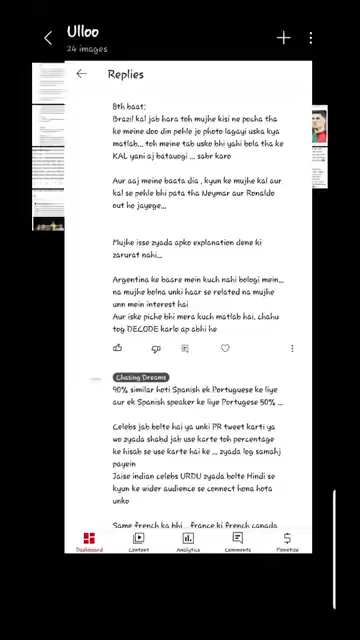 Ulloo
24 images
Replies
8th baat;
Brazil kal jab hara toh mujhe kisi ne pocha tha
ke meine doo din pehle jo photo lagayi uska kya
matlab... toh meine tab usko bhi yahi bola tha ke
KAL yani aj batauogi ... sabr karo
Aur aaj meine baata dia , kyun ke mujhe kal aur
kal se pehle bhi pata tha Neymar aur Ronaldo
out ho jayege...
Mujhe isse zyada apko explanation dene ki
zarurat nahi...
Argentina ke baare mein kuch nahi bologi mein...
na mujhe bolna unki haar se related na mujhe
unn mein interest hai
Aur iske piche bhi mera kuch matlab hai, chahu
tog DECODE karlo ap abhi he
Chasing Dreams
90% similar hoti Spanish ek Portuguese ke liye
aur ek Spanish speaker ke liye Portugese 50% ...
Celebs jab bolte hai ya unki PR tweet karti ya
wo zyada shabd jab use karte toh percentage
ke hisab se use karte hai ke .... zyada log samahj
payein
Jaise indian celebs URDU zyada bolte Hindi se
kyun ke wider audience se connect hona hota
unko
Same french ka bhi ... france ki french canada
Dashboard
Content
Analytics
Comments
Monetize